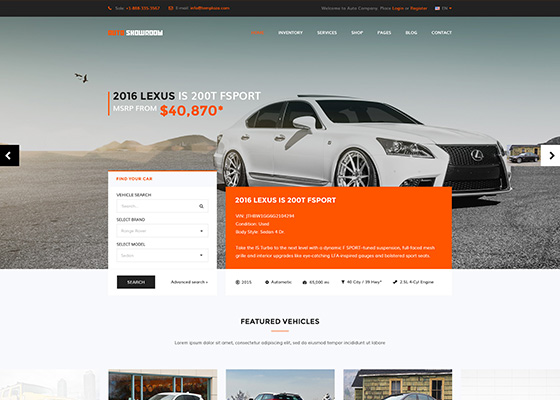 Sale: +1.888.335.5567 E-mail: info@templaza.com Welcome to Auto Company Please Login or Register EN
AUTO SHOWROOM HOME INVENTORY SERVICES SHOP PAGES BLOG CONTACT
2016 LEXUS IS 200T FSPORT
MSRP FROM $40,870*
FIND YOUR CAR
VEHICLE SEARCH
Search...
SELECT BRAND
Range Rover
SELECT MODEL
Sedan
SEARCH Advanced search »
2016 LEXUS IS 200T FSPORT
Condition: Used
Body Style: Sedan 4 Dr.
Take the IS Turbo to the next level with a dynamic F SPORT-tuned suspension, full-faced mesh
grille and interior upgrades like eye-catching LFA-inspired gauges and bolstered sport seats
2015 Automatic 65,000 mi 40 City / 39 Hwy* 2.5L 4-Cyl Engine
FEATURED VEHICLES
Lorem ipsum dolor sit amet, consectetur adipiscing elit, sed do eiusmod tempor incididunt ut labore